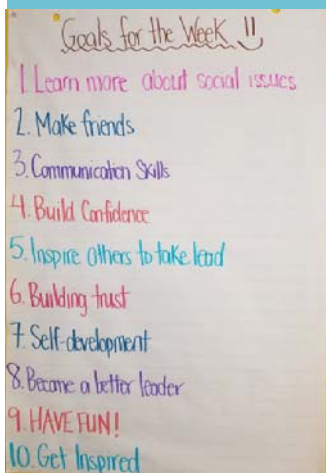 Goals for the Week !!
1. Learn more about social issues
2. Make friends
3. Communication Skills
4. Build Confidence
5. Inspire others to take lead
6. Building trust
7. Self-development
8. Become a better leader
9. HAVE FUN!
10. Get Inspired